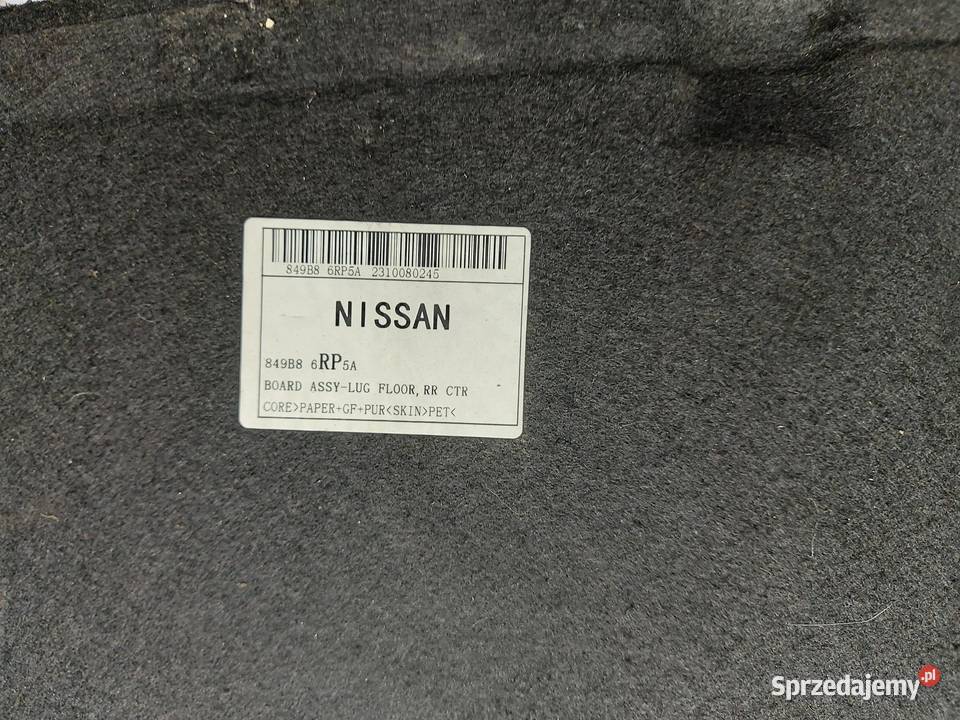 849B8 6RP5A 2310080245
NISSAN
849B8 6RP5A
BOARD ASSY-LUG FLOOR,RR CTR
CORE>PAPER+GF+PUR<SKIN>PET<
Sprzedajemy.pl